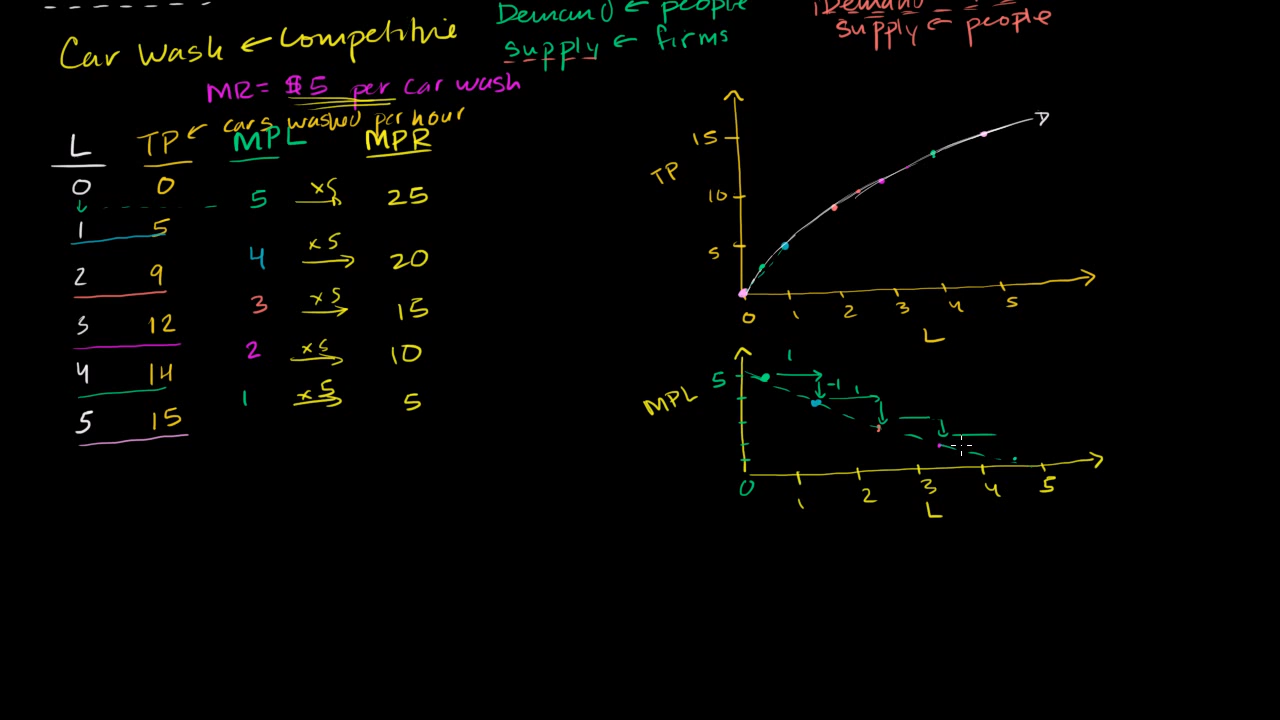 Demand ← people
Demand
supply ← firms
supply ← people
Car Wash ← Competitive
MR = $5 per car wash
TP ← cars washed per hour
L TP MPL MPR
0 0
5 ×5 25
1 5
4 ×5 20
2 9
3 ×5 15
3 12
2 ×5 10
4 14
1 ×5 5
5 15
15
TP
10
5
0 1 2 3 4 5
L
1
5
-1 1
MPL
0 1 2 3 4 5
L